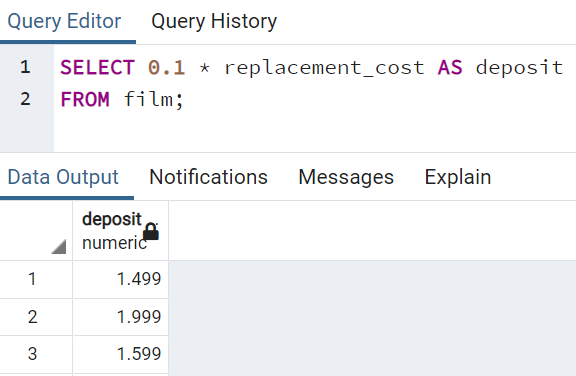 Query Editor Query History
1 SELECT 0.1 * replacement_cost AS deposit
2 FROM film;
Data Output Notifications Messages Explain
deposit
numeric
1 1.499
2 1.999
3 1.599